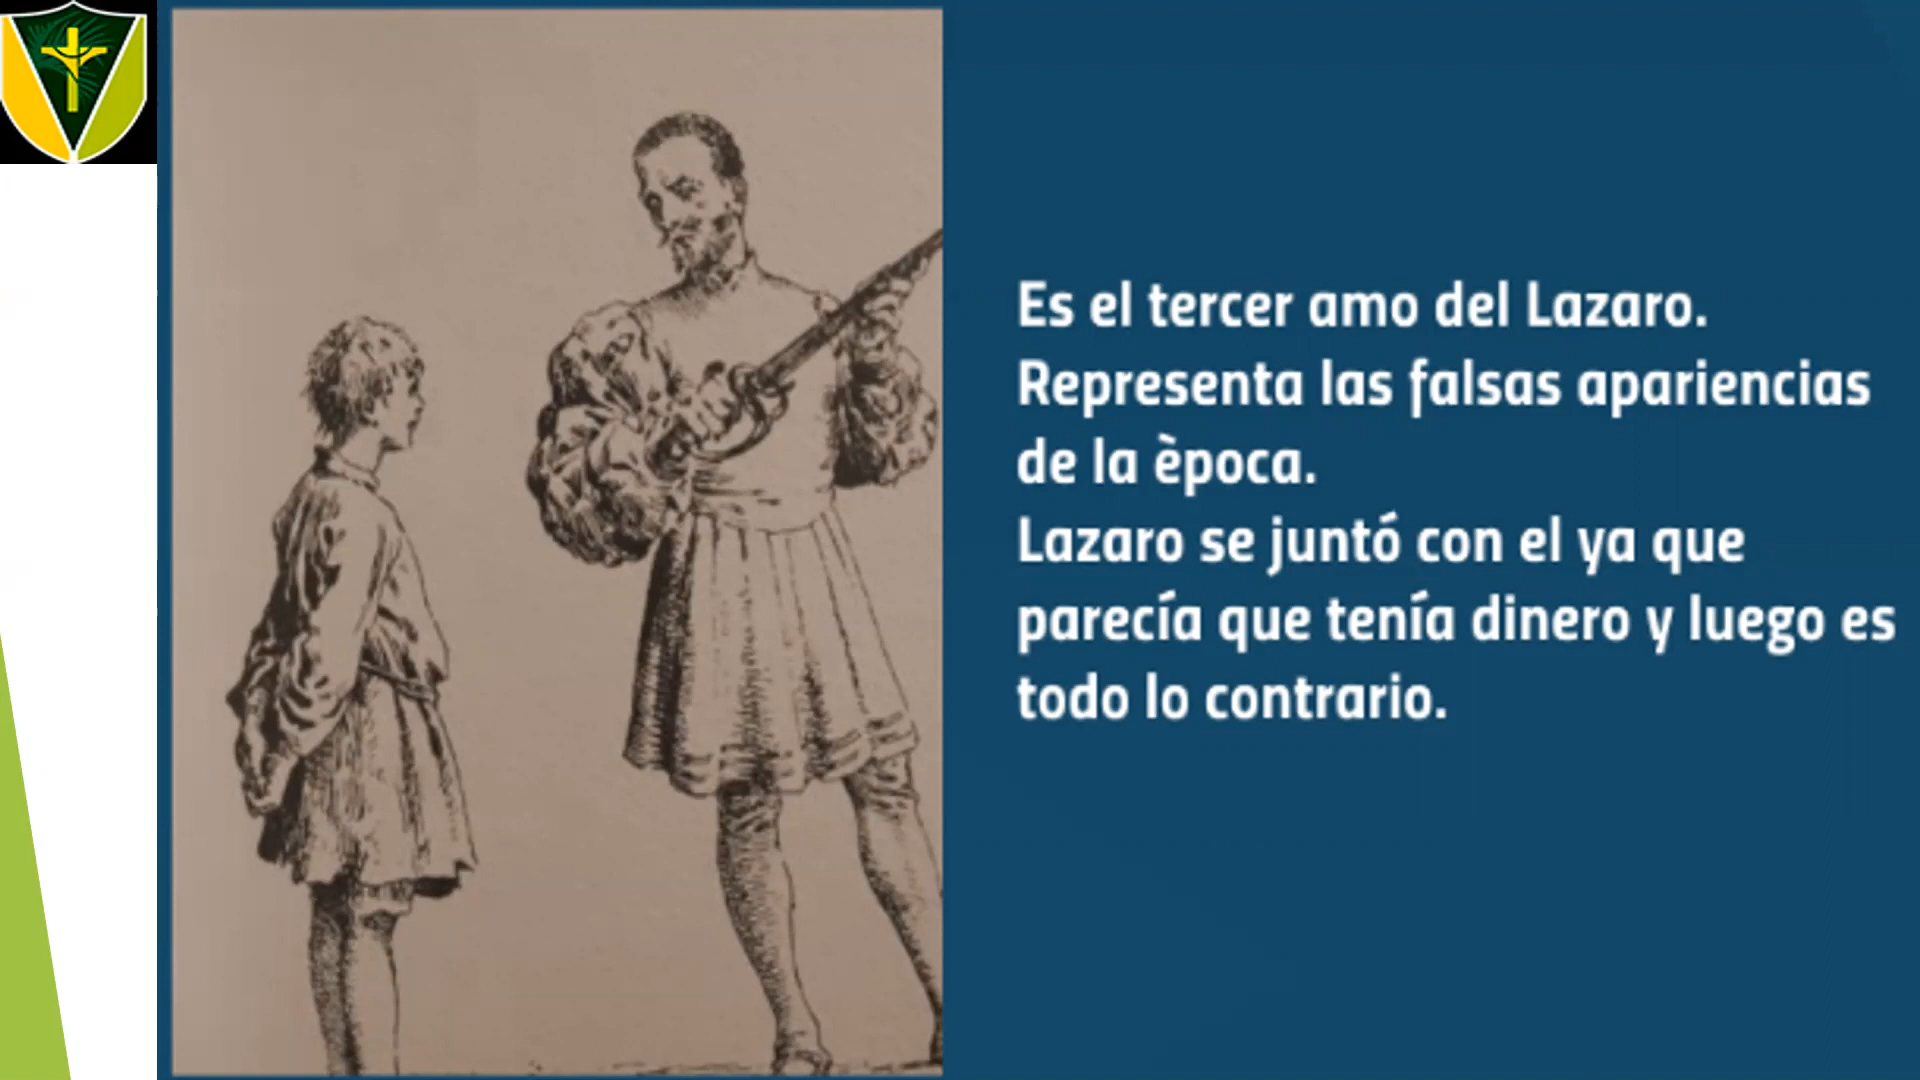 Es el tercer amo del Lazaro.
Representa las falsas apariencias
de la època.
Lazaro se juntó con el ya que
parecía que tenía dinero y luego es
todo lo contrario.